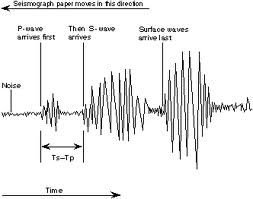 Seismograph paper moves in this direction
P-wave
arrives first
Then S-wave
arrives
Surface waves
arrive last
Noise
Ts–Tp
Time